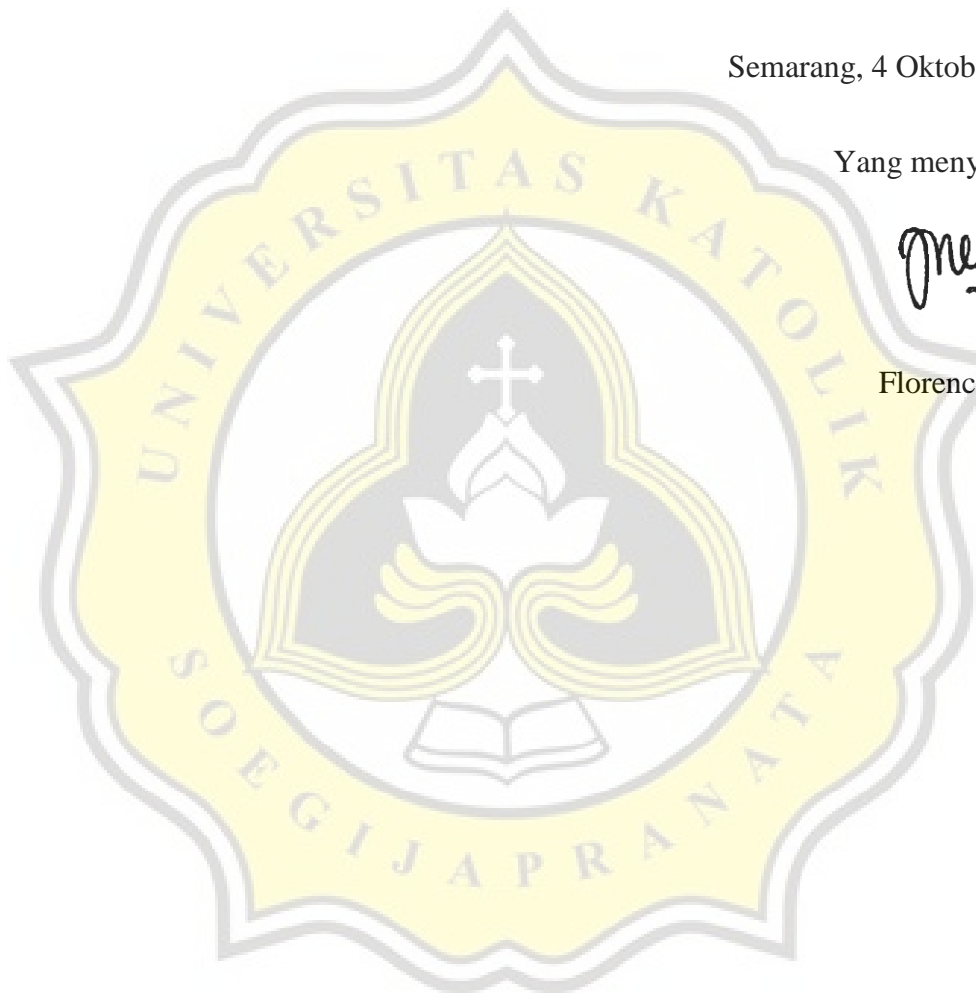 Semarang, 4 Oktob
Yang meny
Florenc
UNIVERSITAS KATOLIK
SOEGIJAPRANATA